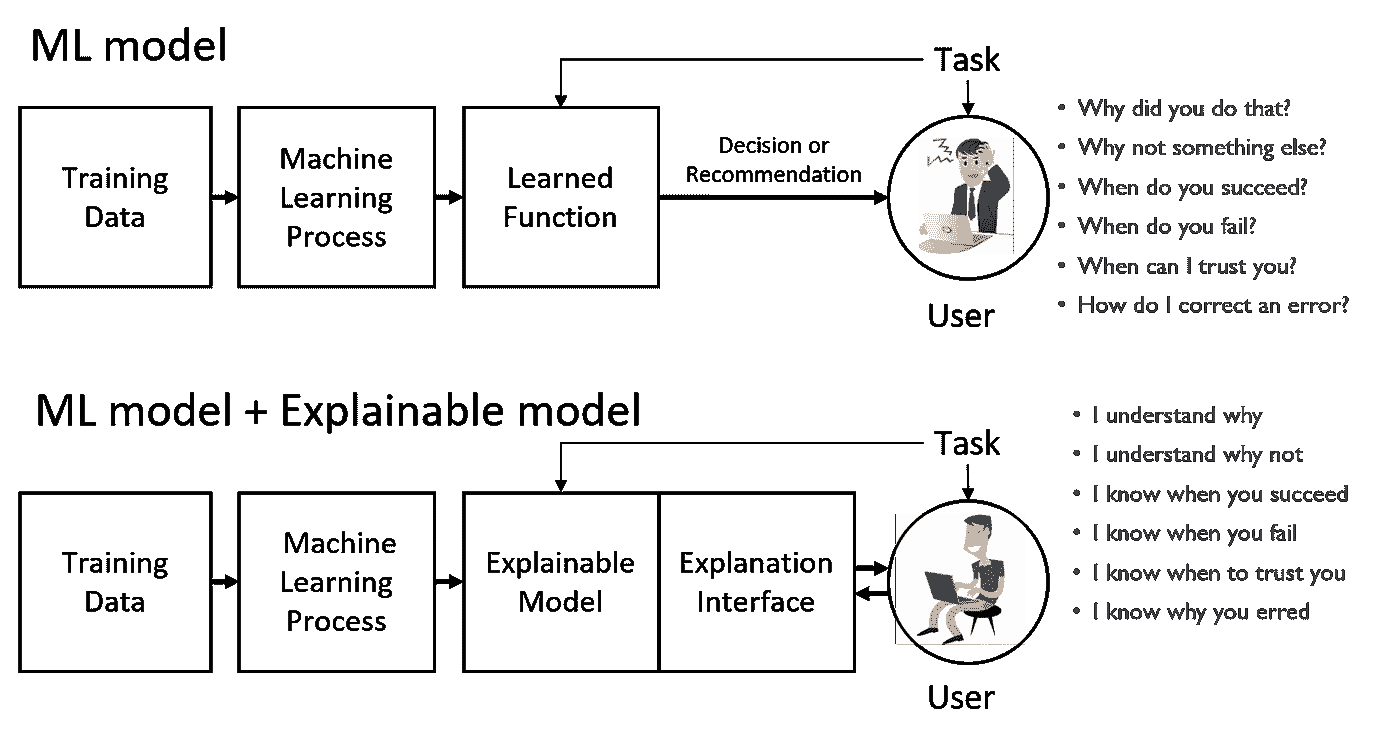 ML model
Task
Training
Data
Machine
Learning
Process
Learned
Function
Decision or
Recommendation
User
• Why did you do that?
• Why not something else?
• When do you succeed?
• When do you fail?
• When can I trust you?
• How do I correct an error?
ML model + Explainable model
Task
Training
Data
Machine
Learning
Process
Explainable
Model
Explanation
Interface
User
• I understand why
• I understand why not
• I know when you succeed
• I know when you fail
• I know when to trust you
• I know why you erred